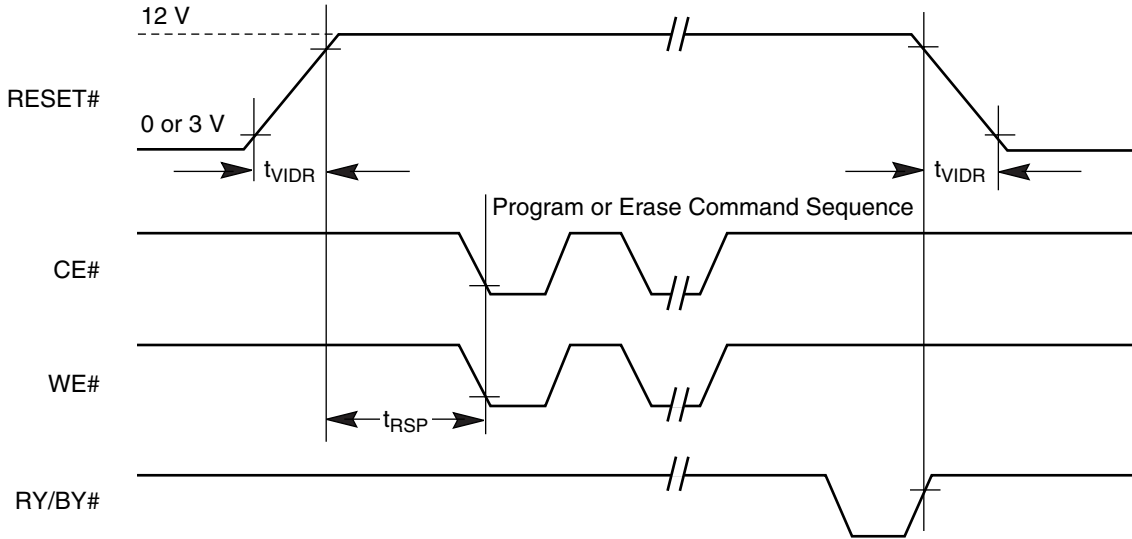 12 V
RESET#
0 or 3 V
tVIDR
tVIDR
Program or Erase Command Sequence
CE#
WE#
tRSP
RY/BY#